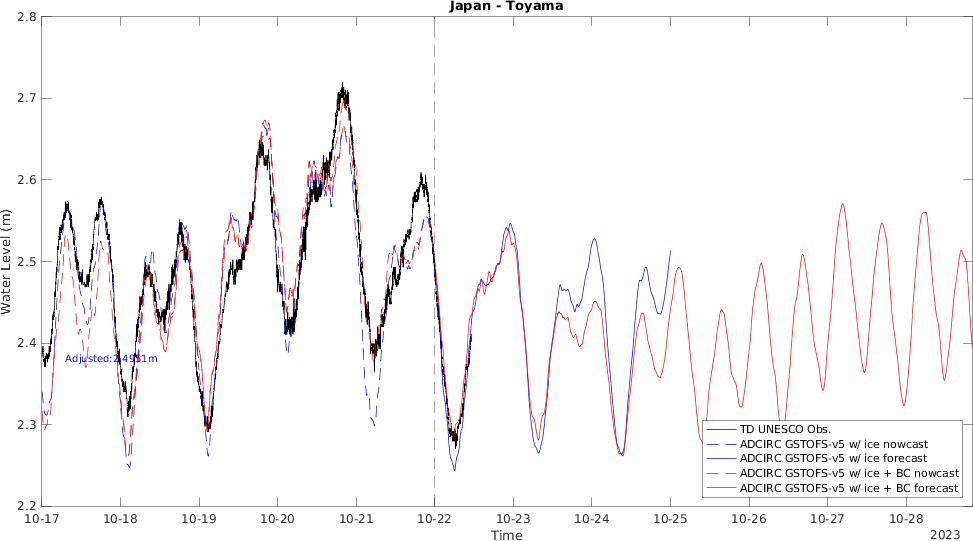 Japan - Toyama
Water Level (m)
2.8
2.7
2.6
2.5
2.4
2.3
2.2
TD UNESCO Obs.
ADCIRC GSTOFS-v5 w/ ice nowcast
ADCIRC GSTOFS-v5 w/ ice forecast
ADCIRC GSTOFS-v5 w/ ice + BC nowcast
ADCIRC GSTOFS-v5 w/ ice + BC forecast
10-17 10-18 10-19 10-20 10-21 10-22 10-23 10-24 10-25 10-26 10-27 10-28
Time
2023